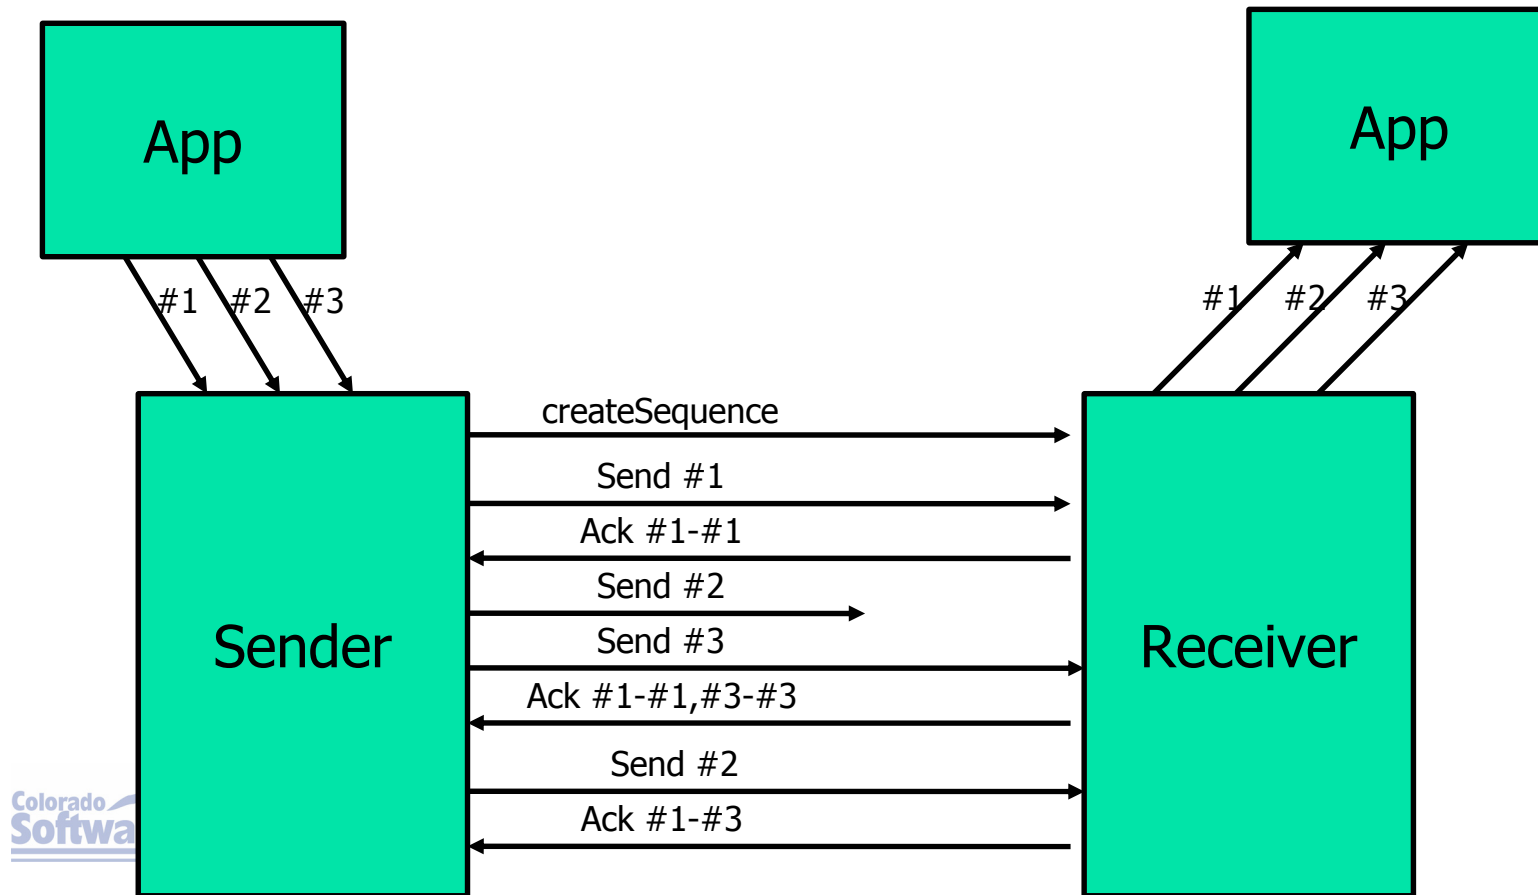 App
App
#1 #2 #3
#1 #2 #3
createSequence
Send #1
Ack #1-#1
Send #2
Send #3
Ack #1-#1,#3-#3
Send #2
Ack #1-#3
Sender
Receiver
Colorado